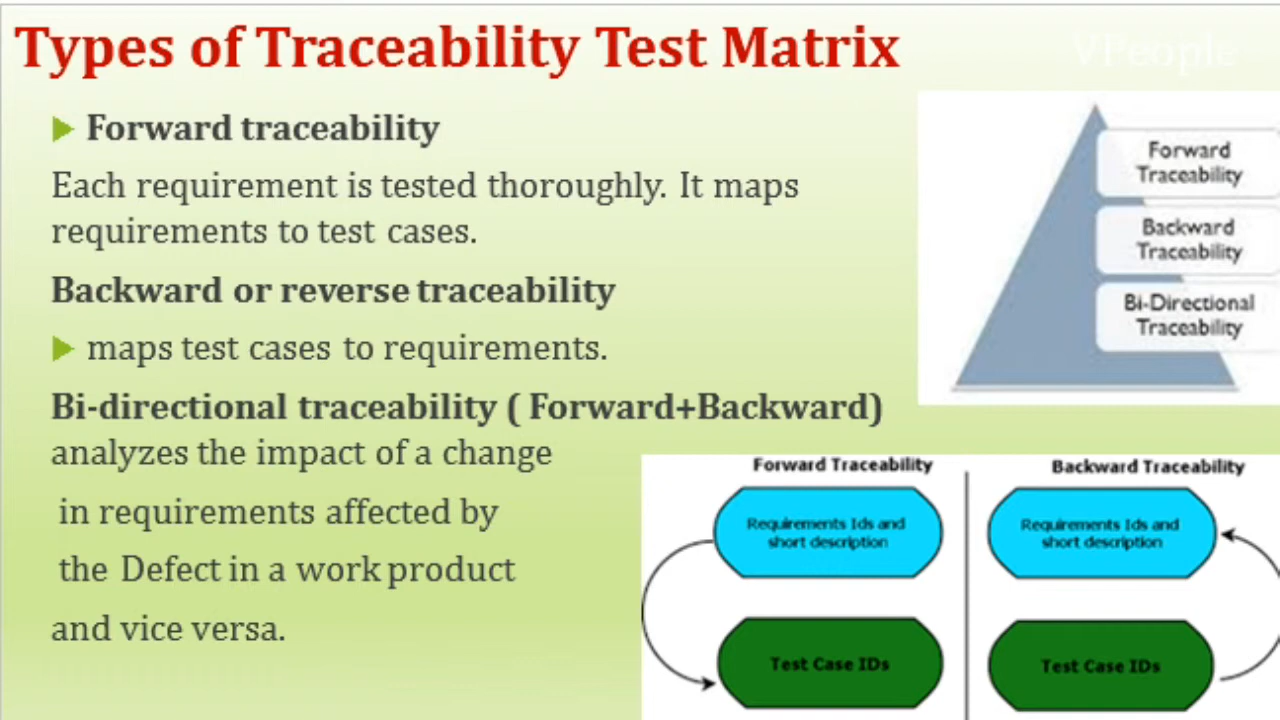 Types of Traceability Test Matrix
VPeople
Forward traceability
Each requirement is tested thoroughly. It maps
requirements to test cases.
Backward or reverse traceability
maps test cases to requirements.
Bi-directional traceability ( Forward+Backward)
analyzes the impact of a change
in requirements affected by
the Defect in a work product
and vice versa.
Forward
Traceability
Backward
Traceability
Bi-Directional
Traceability
Forward Traceability
Requirements Ids and
short description
Test Case IDs
Backward Traceability
Requirements Ids and
short description
Test Case IDs